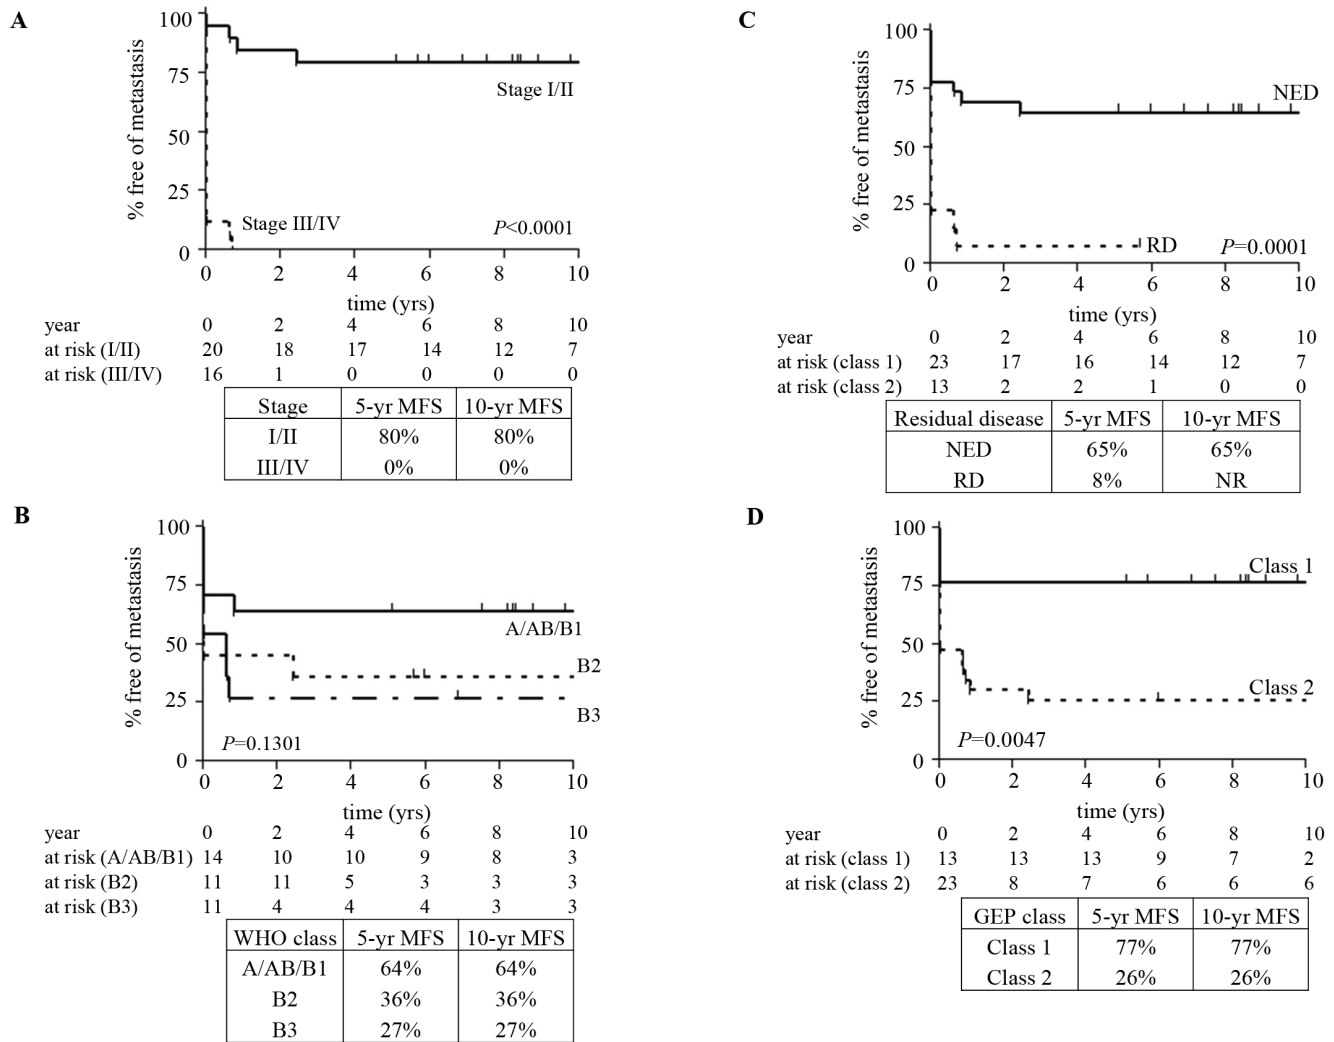 A
% free of metastasis
100
75
50
25
0
Stage I/II
Stage III/IV
P<0.0001
0 2 4 6 8 10
time (yrs)
year 0 2 4 6 8 10
at risk (I/II) 20 18 17 14 12 7
at risk (III/IV) 16 1 0 0 0 0
Stage 5-yr MFS 10-yr MFS
I/II 80% 80%
III/IV 0% 0%
B
% free of metastasis
100
75
50
25
0
A/AB/B1
B2
B3
P=0.1301
0 2 4 6 8 10
time (yrs)
year 0 2 4 6 8 10
at risk (A/AB/B1) 14 10 10 9 8 3
at risk (B2) 11 11 5 3 3 3
at risk (B3) 11 4 4 4 3 3
WHO class 5-yr MFS 10-yr MFS
A/AB/B1 64% 64%
B2 36% 36%
B3 27% 27%
C
% free of metastasis
100
75
50
25
0
NED
RD
P=0.0001
0 2 4 6 8 10
time (yrs)
year 0 2 4 6 8 10
at risk (class 1) 23 17 16 14 12 7
at risk (class 2) 13 2 2 1 0 0
Residual disease 5-yr MFS 10-yr MFS
NED 65% 65%
RD 8% NR
D
% free of metastasis
100
75
50
25
0
Class 1
Class 2
P=0.0047
0 2 4 6 8 10
time (yrs)
year 0 2 4 6 8 10
at risk (class 1) 13 13 13 9 7 2
at risk (class 2) 23 8 7 6 6 6
GEP class 5-yr MFS 10-yr MFS
Class 1 77% 77%
Class 2 26% 26%